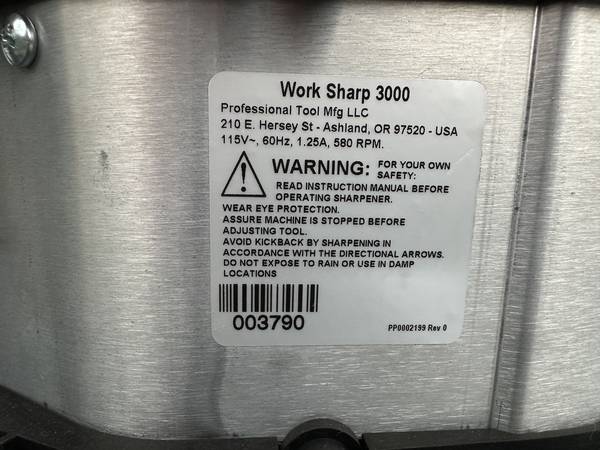 Work Sharp 3000
Professional Tool Mfg LLC
210 E. Hersey St - Ashland, OR 97520 - USA
115V~, 60Hz, 1.25A, 580 RPM.
WARNING: FOR YOUR OWN
SAFETY:
READ INSTRUCTION MANUAL BEFORE
OPERATING SHARPENER.
WEAR EYE PROTECTION.
ASSURE MACHINE IS STOPPED BEFORE
ADJUSTING TOOL.
AVOID KICKBACK BY SHARPENING IN
ACCORDANCE WITH THE DIRECTIONAL ARROWS.
DO NOT EXPOSE TO RAIN OR USE IN DAMP
LOCATIONS
003790
PP0002199 Rev 0